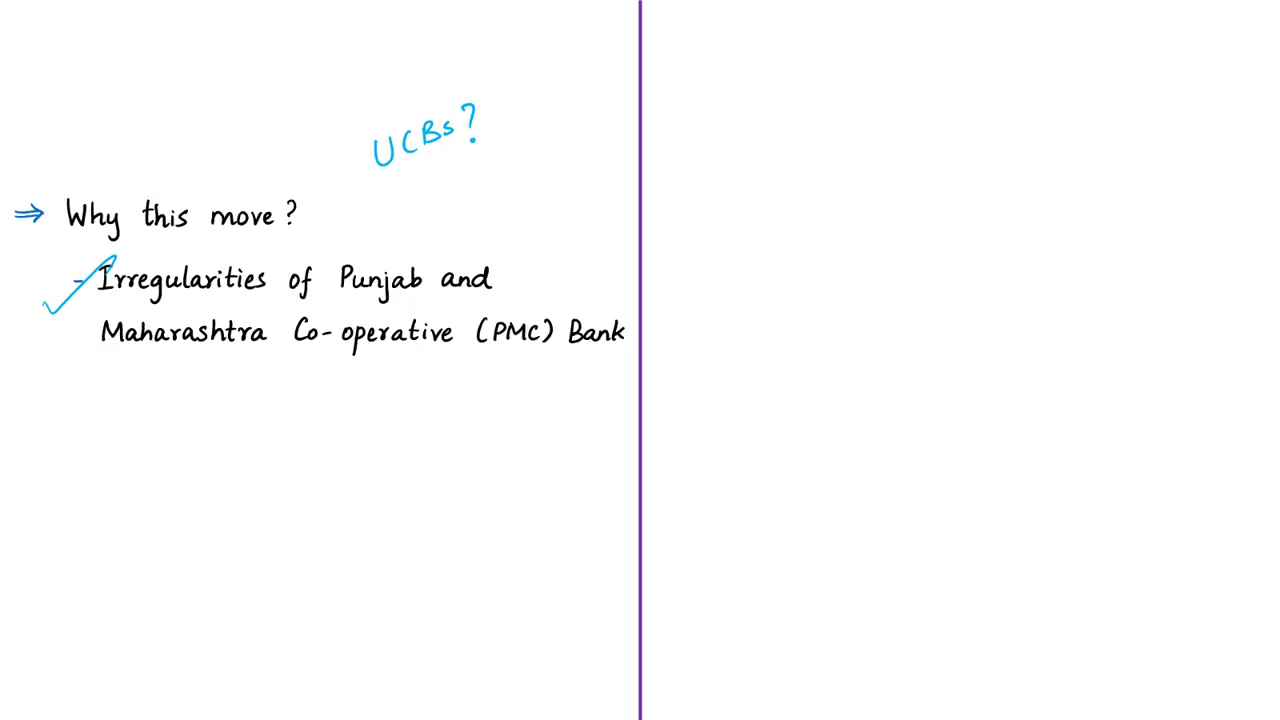 UCBs?
⇒ Why this move?
- Irregularities of Punjab and
Maharashtra Co-operative (PMC) Bank